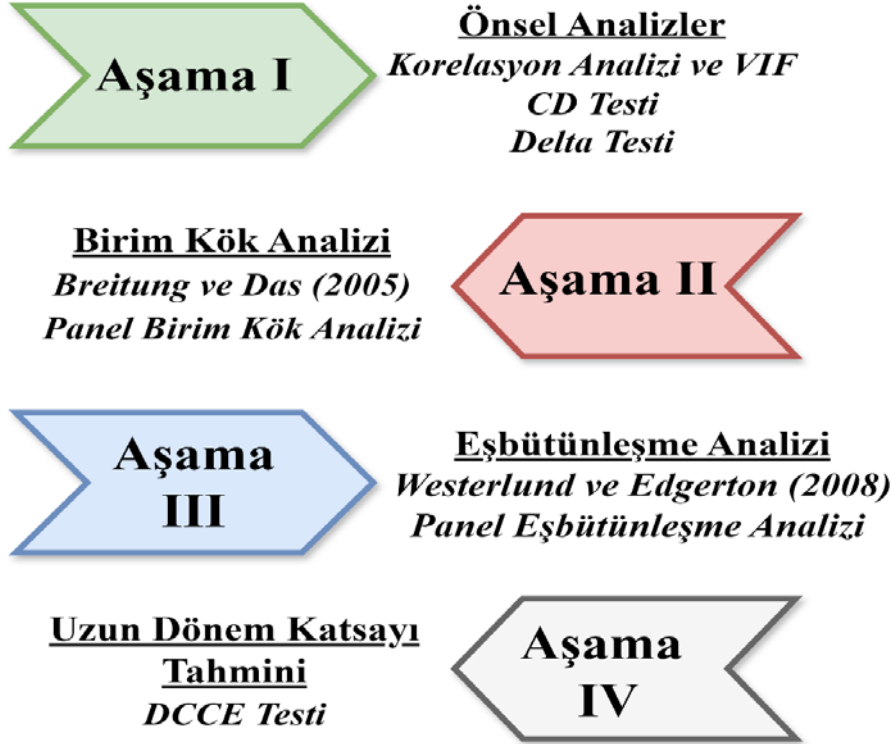 Aşama I
Önsel Analizler
Korelasyon Analizi ve VIF
CD Testi
Delta Testi
Birim Kök Analizi
Breitung ve Das (2005)
Panel Birim Kök Analizi
Aşama II
Aşama
III
Eşbütünleşme Analizi
Westerlund ve Edgerton (2008)
Panel Eşbütünleşme Analizi
Uzun Dönem Katsayı
Tahmini
DCCE Testi
Aşama
IV